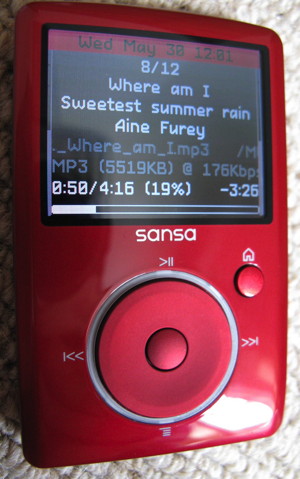 Wed May 30 12:01
8/12
Where am I
Sweetest summer rain
Aine Furey
._Where_am_I.mp3 /M
MP3 (5519KB) @ 176Kbps
0:50/4:16 (19%) -3:26
sansa